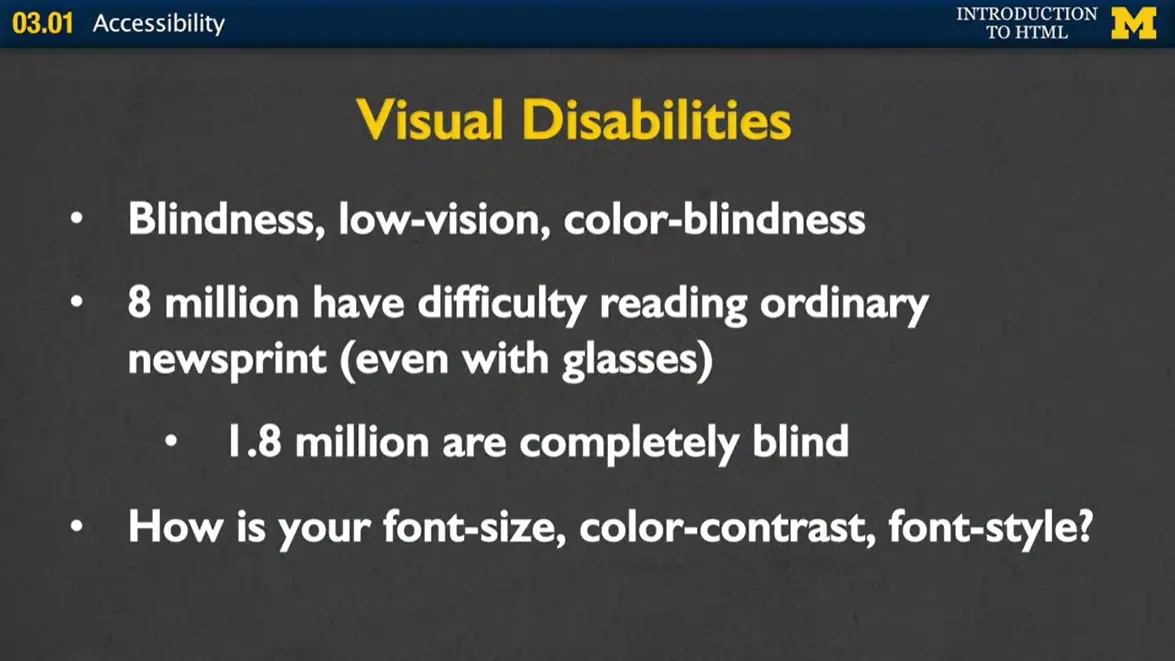 03.01 Accessibility
INTRODUCTION
TO HTML
M
Visual Disabilities
• Blindness, low-vision, color-blindness
• 8 million have difficulty reading ordinary
newsprint (even with glasses)
• 1.8 million are completely blind
• How is your font-size, color-contrast, font-style?